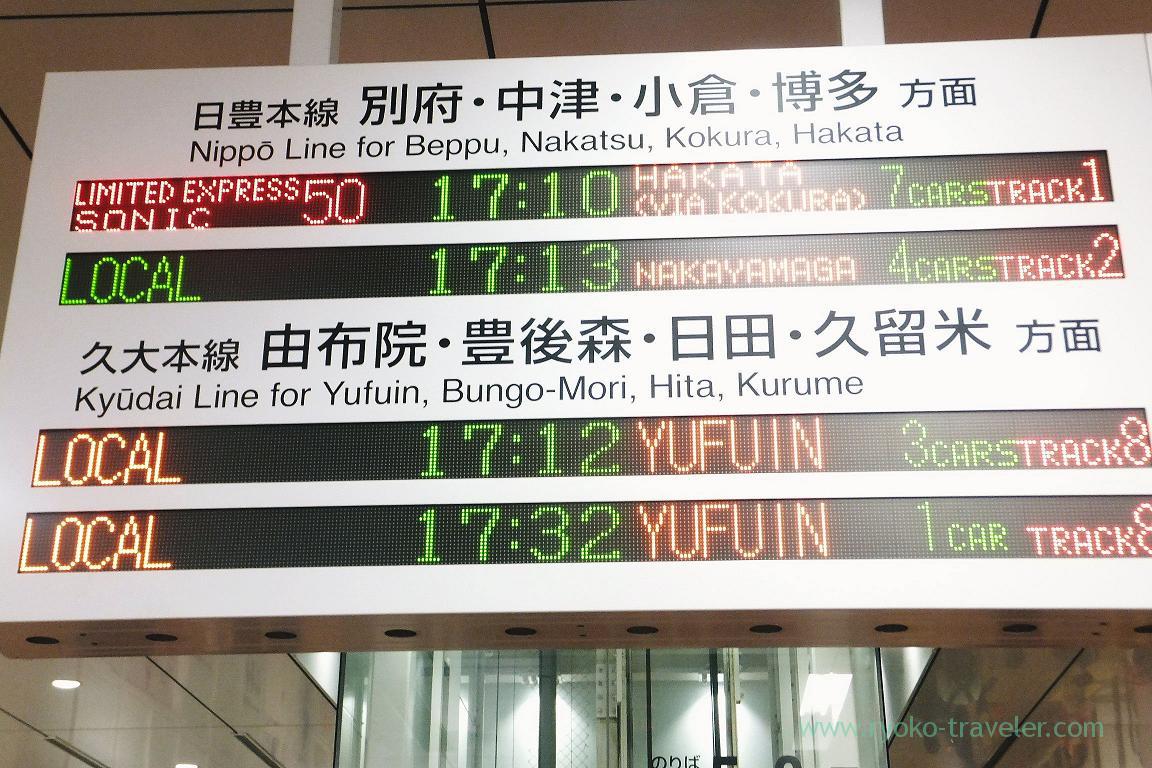 日豊本線 別府・中津・小倉・博多 方面
Nippō Line for Beppu, Nakatsu, Kokura, Hakata
LIMITED EXPRESS SONIC 50 17:10 HAKATA (VIA KOKURA) 7CARS TRACK1
LOCAL 17:13 NAKAYAMAGA 4CARS TRACK2
久大本線 由布院・豊後森・日田・久留米 方面
Kyūdai Line for Yufuin, Bungo-Mori, Hita, Kurume
LOCAL 17:12 YUFUIN 3CARS TRACK8
LOCAL 17:32 YUFUIN 1CAR TRACK8
www.ryoko-traveler.com
のりば